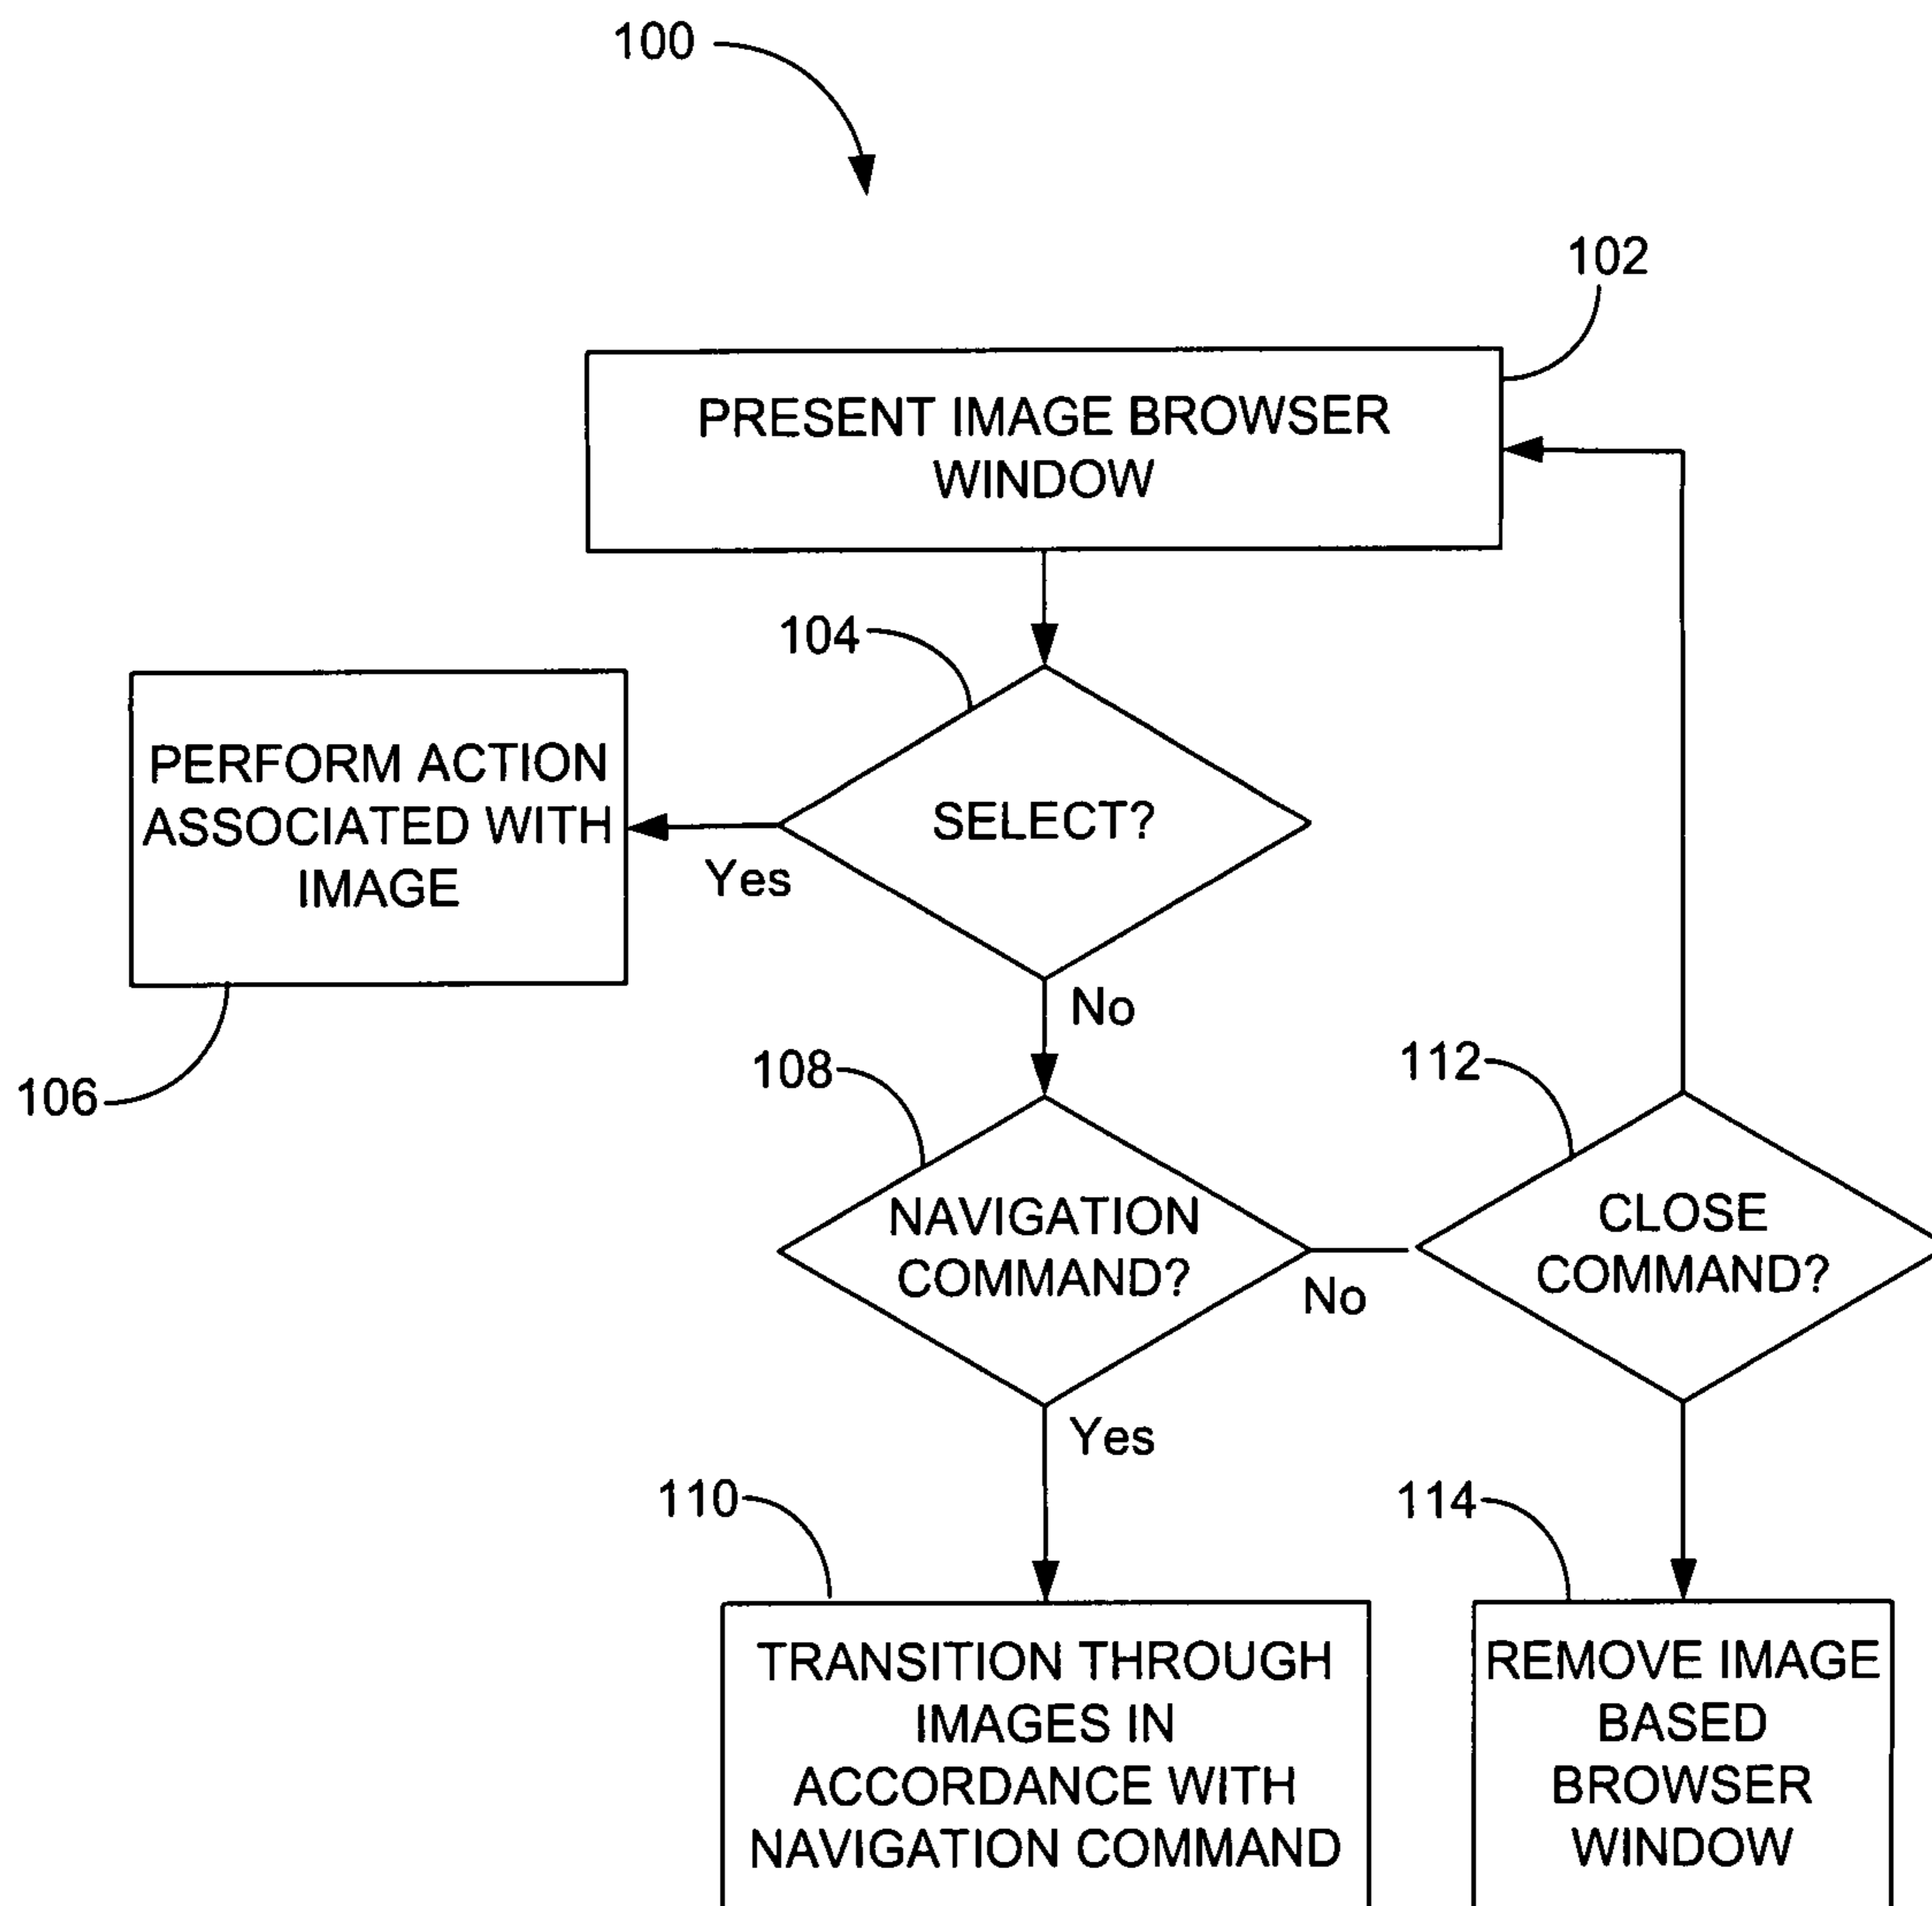 100
102
PRESENT IMAGE BROWSER
WINDOW
104
SELECT?
PERFORM ACTION
ASSOCIATED WITH
IMAGE
Yes
No
106
108
112
NAVIGATION
COMMAND?
No
CLOSE
COMMAND?
Yes
110
114
TRANSITION THROUGH
IMAGES IN
ACCORDANCE WITH
NAVIGATION COMMAND
REMOVE IMAGE
BASED
BROWSER
WINDOW